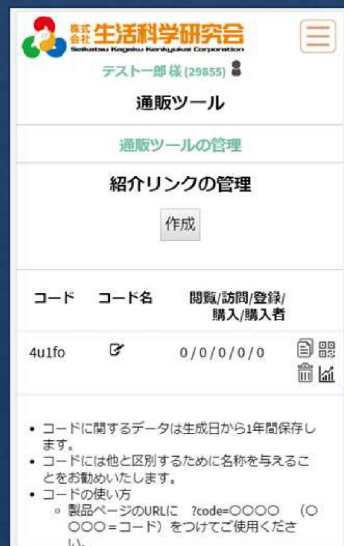 株式会社 生活科学研究会
Seikatsu Kagaku Kenkyukai Corporation
テスト一郎 様 (29855)
通販ツール
通販ツールの管理
紹介リンクの管理
作成
コード コード名 閲覧/訪問/登録/
購入/購入者
4u1fo 0/0/0/0/0
• コードに関するデータは生成日から1年間保存し
ます。
• コードには他と区別するために名称を与えるこ
とをお勧めいたします。
• コードの使い方
◦ 製品ページのURLに ?code=○○○○ (○
○○○=コード) をつけてご使用くださ
い。